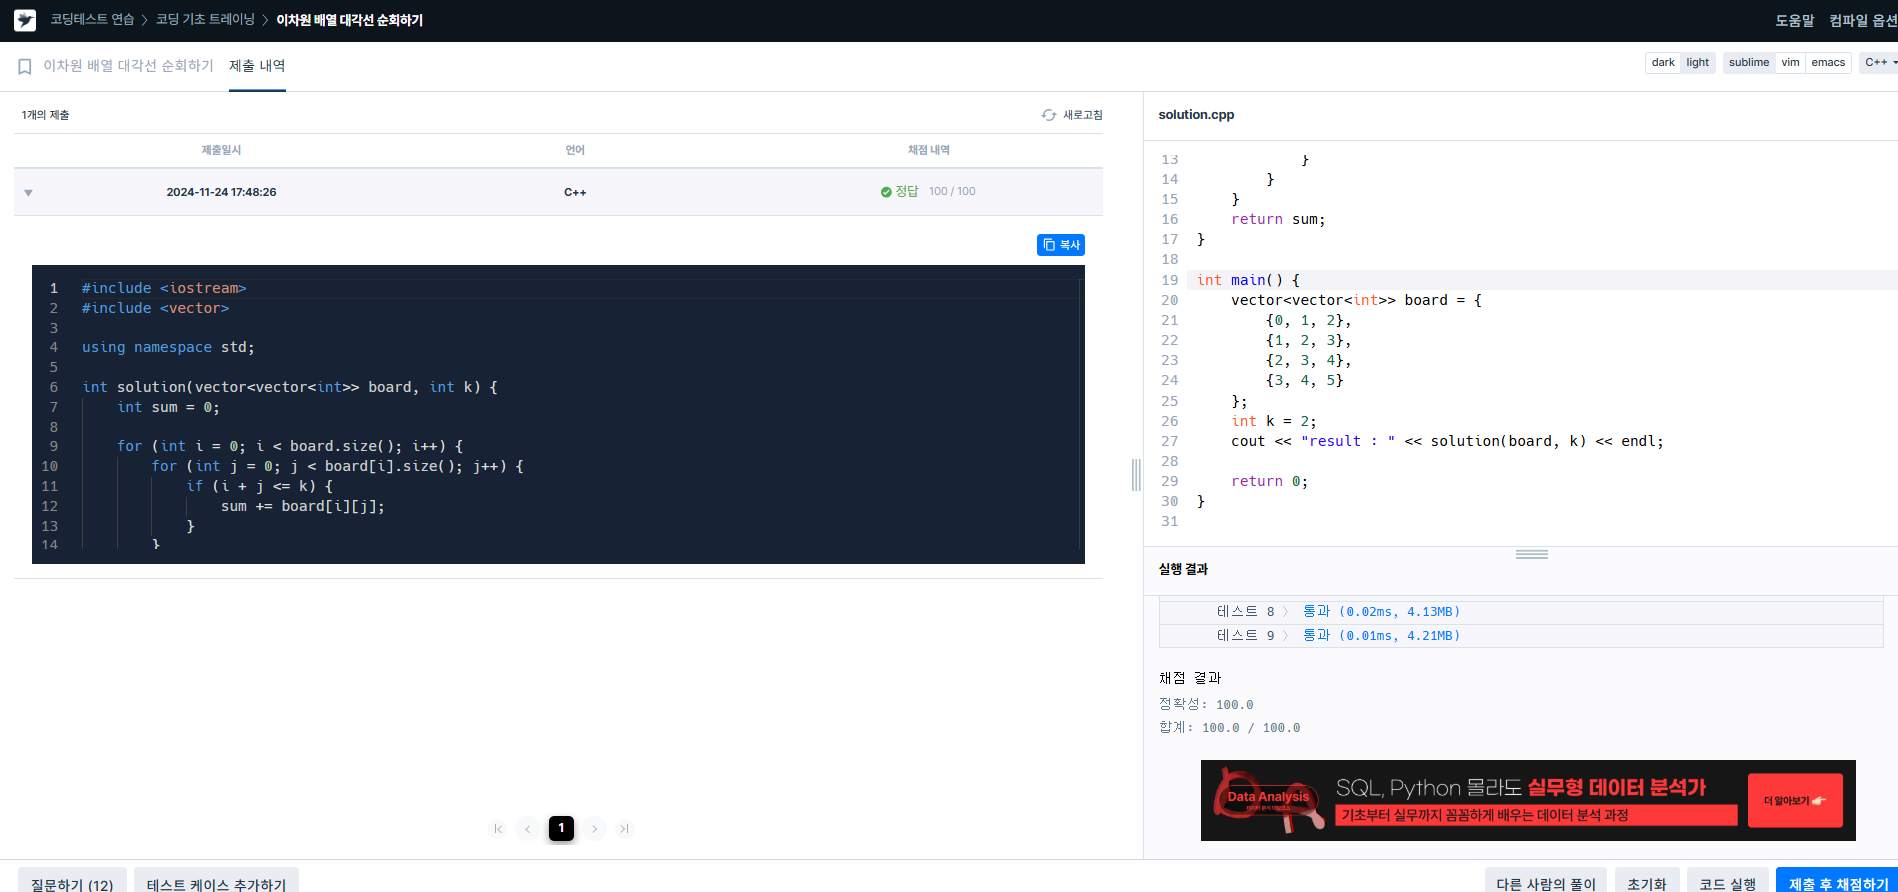 코딩테스트 연습 > 코딩 기초 트레이닝 > 이차원 배열 대각선 순회하기
도움말 컴파일 옵션
이차원 배열 대각선 순회하기 제출 내역
dark light sublime vim emacs C++
1개의 제출
새로고침
제출일시 언어 채점 내역
2024-11-24 17:48:26 C++ 정답 100 / 100
복사
1 #include <iostream>
2 #include <vector>
3
4 using namespace std;
5
6 int solution(vector<vector<int>> board, int k) {
7 int sum = 0;
8
9 for (int i = 0; i < board.size(); i++) {
10 for (int j = 0; j < board[i].size(); j++) {
11 if (i + j <= k) {
12 sum += board[i][j];
13 }
14 }
solution.cpp
13 }
14 }
15 }
16 return sum;
17 }
18
19 int main() {
20 vector<vector<int>> board = {
21 {0, 1, 2},
22 {1, 2, 3},
23 {2, 3, 4},
24 {3, 4, 5}
25 };
26 int k = 2;
27 cout << "result : " << solution(board, k) << endl;
28
29 return 0;
30 }
31
실행 결과
테스트 8 > 통과 (0.02ms, 4.13MB)
테스트 9 > 통과 (0.01ms, 4.21MB)
채점 결과
정확성: 100.0
합계: 100.0 / 100.0
Data Analysis
SQL, Python 몰라도 실무형 데이터 분석가
기초부터 실무까지 꼼꼼하게 배우는 데이터 분석 과정
더 알아보기
1
질문하기 (12) 테스트 케이스 추가하기
다른 사람의 풀이 초기화 코드 실행 제출 후 채점하기